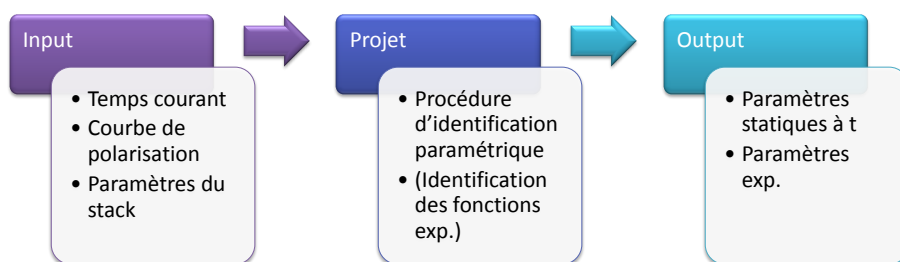 Input
• Temps courant
• Courbe de
polarisation
• Paramètres du
stack
Projet
• Procédure
d'identification
paramétrique
• (Identification
des fonctions
exp.)
Output
• Paramètres
statiques à t
• Paramètres
exp.